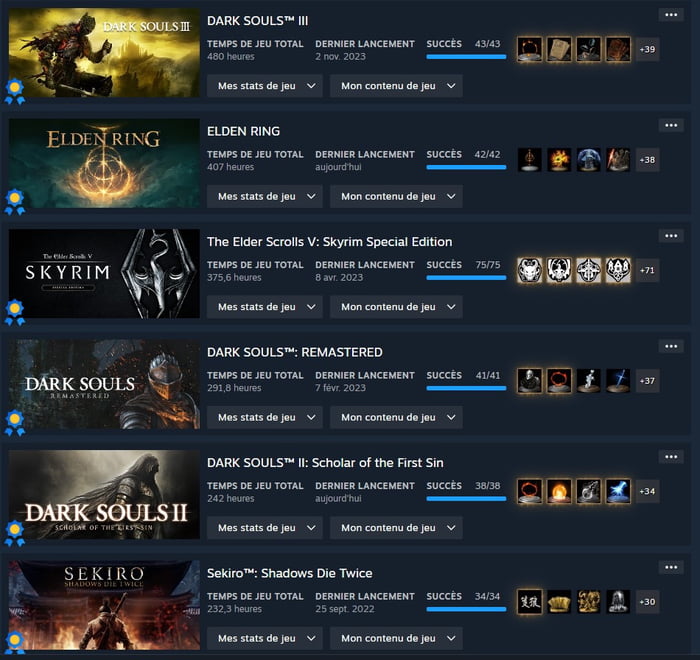 DARK SOULS III
DARK SOULS™ III
TEMPS DE JEU TOTAL DERNIER LANCEMENT SUCCÈS 43/43
480 heures 2 nov. 2023
+39
Mes stats de jeu Mon contenu de jeu
ELDEN RING
ELDEN RING
TEMPS DE JEU TOTAL DERNIER LANCEMENT SUCCÈS 42/42
407 heures aujourd'hui
+38
Mes stats de jeu Mon contenu de jeu
The Elder Scrolls V
SKYRIM
SPECIAL EDITION
The Elder Scrolls V: Skyrim Special Edition
TEMPS DE JEU TOTAL DERNIER LANCEMENT SUCCÈS 75/75
375,6 heures 8 avr. 2023
+71
Mes stats de jeu Mon contenu de jeu
DARK SOULS
REMASTERED
DARK SOULS™: REMASTERED
TEMPS DE JEU TOTAL DERNIER LANCEMENT SUCCÈS 41/41
291,8 heures 7 févr. 2023
+37
Mes stats de jeu Mon contenu de jeu
DARK SOULS II
SCHOLAR OF THE FIRST SIN
DARK SOULS™ II: Scholar of the First Sin
TEMPS DE JEU TOTAL DERNIER LANCEMENT SUCCÈS 38/38
242 heures aujourd'hui
+34
Mes stats de jeu Mon contenu de jeu
SEKIRO
SHADOWS DIE TWICE
Sekiro™: Shadows Die Twice
TEMPS DE JEU TOTAL DERNIER LANCEMENT SUCCÈS 34/34
232,3 heures 25 sept. 2022
+30
Mes stats de jeu Mon contenu de jeu